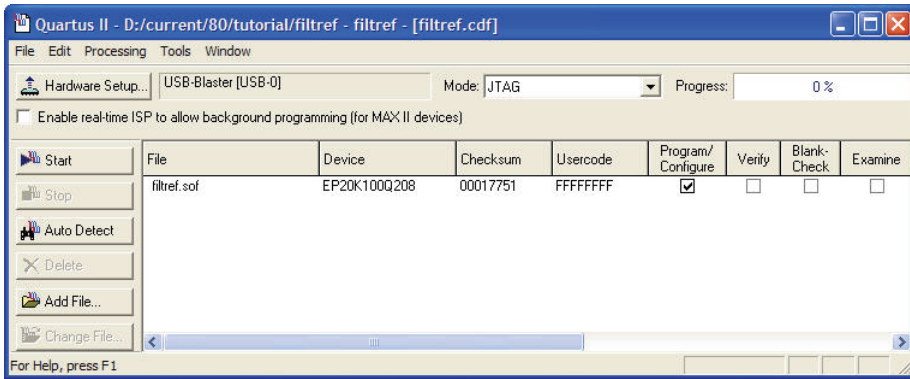 Quartus II - D:/current/80/tutorial/filtref - filtref - [filtref.cdf]
File Edit Processing Tools Window
Hardware Setup... USB-Blaster [USB-0] Mode: JTAG Progress: 0 %
Enable real-time ISP to allow background programming (for MAX II devices)
Start
Stop
Auto Detect
Delete
Add File...
Change File...
File Device Checksum Usercode Program/ Configure Verify Blank- Check Examine
filtref.sof EP20K100Q208 00017751 FFFFFFFF
For Help, press F1